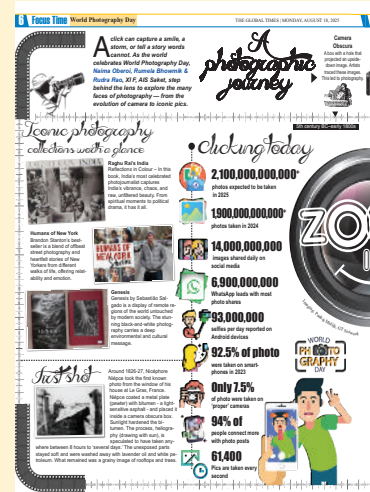 6 Focus Time World Photography Day
THE GLOBAL TIMES | MONDAY, AUGUST 18, 2025
A click can capture a smile, a
storm, or tell a story words
cannot. As the world
celebrates World Photography Day,
Naima Oberoi, Rumela Bhowmik &
Rudra Rao, XI F, AIS Saket, step
behind the lens to explore the many
faces of photography — from the
evolution of camera to iconic pics.
A
photographic
journey
Camera
Obscura
A box with a hole that
projected an upside-
down image. Artists
traced these images.
This led to photography.
5th century BC–early 1800s
Iconic photography
collections worth a glance
Raghu Rai's India
Reflections in Colour – In this
book, India's most celebrated
photojournalist captures
India's vibrance, chaos, and
raw, unfiltered beauty. From
spiritual moments to political
drama, it has it all.
Humans of New York
Brandon Stanton's best-
seller is a blend of offbeat
street photography and
heartfelt stories of New
Yorkers from different
walks of life, offering relat-
ability and emotion.
HUMANS OF
NEW YORK
Genesis
Genesis by Sebastião Sal-
gado is a display of remote re-
gions of the world untouched
by modern society. This stun-
ning black-and-white photog-
raphy carries a deep
environmental and cultural
message.
First shot
Around 1826-27, Nicéphore
Niépce took the first known
photo from the window of his
house at Le Gras, France.
Niépce coated a metal plate
(pewter) with bitumen - a light-
sensitive asphalt - and placed it
inside a camera obscura box.
Sunlight hardened the bi-
tumen. The process, heliogra-
phy (drawing with sun), is
speculated to have taken any-
where between 8 hours to 'several days.' The unexposed parts
stayed soft and were washed away with lavender oil and white pe-
troleum. What remained was a grainy image of rooftops and trees.
Clicking today
2,100,000,000,000*
photos expected to be taken
in 2025
1,900,000,000,000*
photos taken in 2024
14,000,000,000
images shared daily on
social media
6,900,000,000
WhatsApp leads with most
photo shares
93,000,000
selfies per day reported on
Android devices
92.5% of photo
were taken on smart-
phones in 2023
Only 7.5%
of photo were taken on
'proper' cameras
94% of
people connect more
with photo posts
61,400
Pics are taken every
second
ZOO
WORLD
PHOTO
GRAPHY
DAY